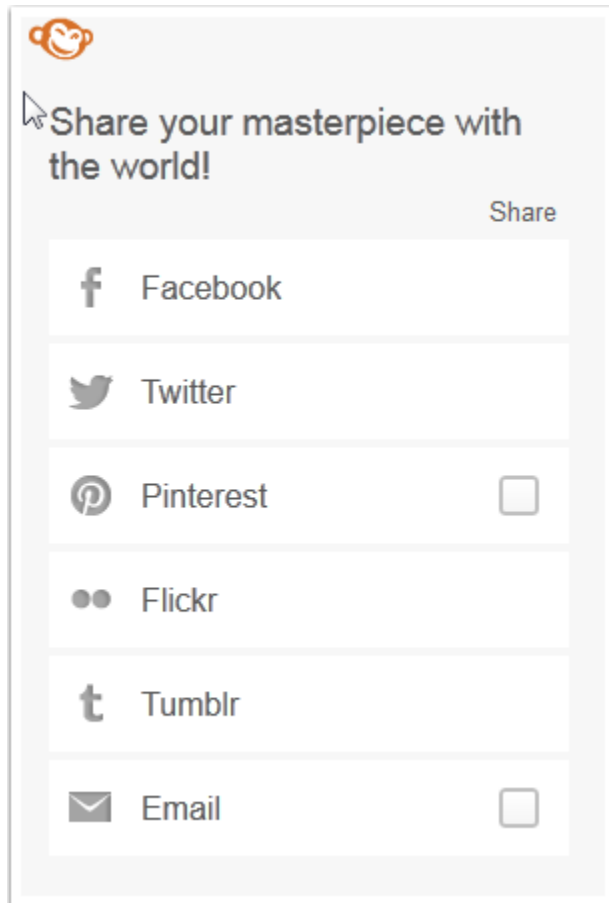 Share your masterpiece with
the world!
Share
Facebook
Twitter
Pinterest
Flickr
Tumblr
Email